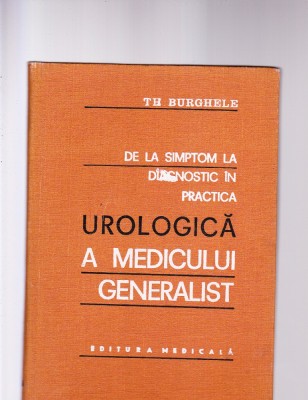 TH BURGHELE
DE LA SIMPTOM LA
DIAGNOSTIC ÎN
PRACTICA
UROLOGICĂ
A MEDICULUI
GENERALIST
EDITURA MEDICALĂ